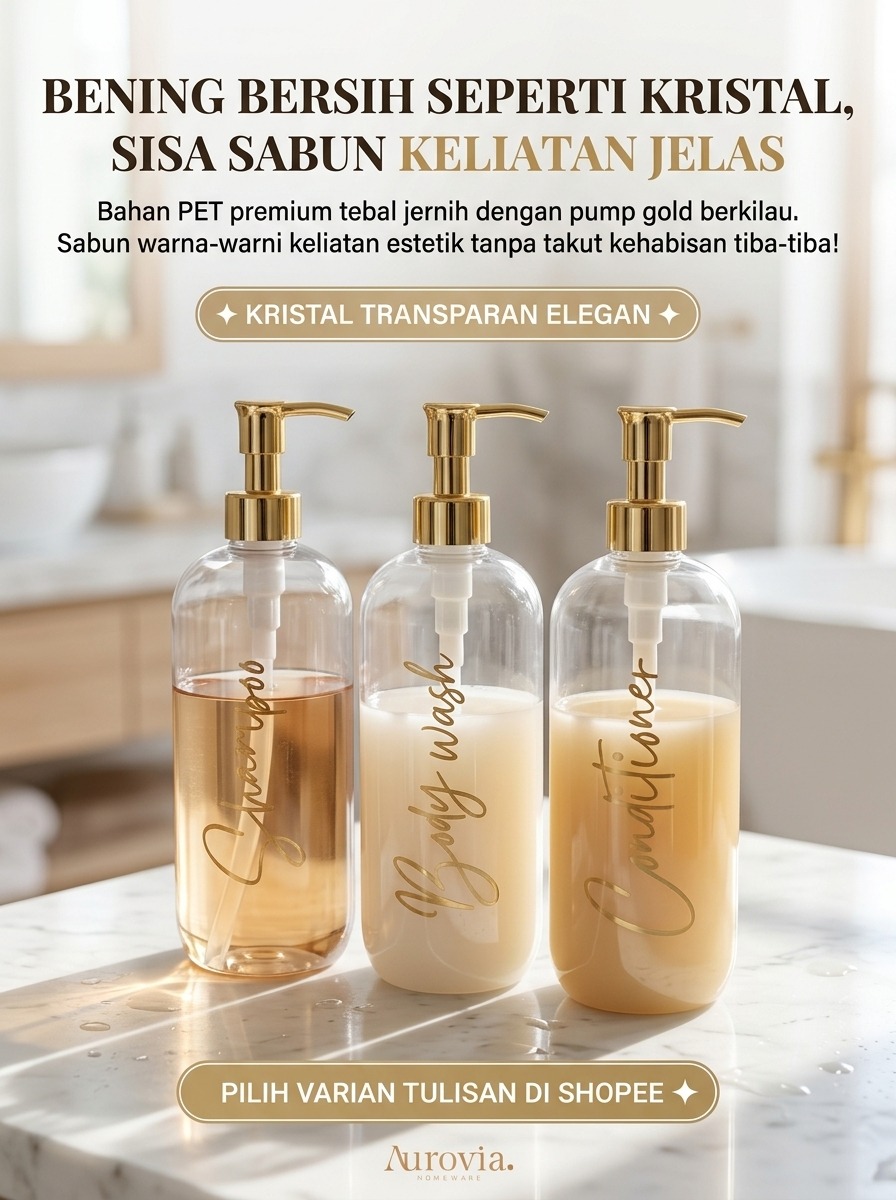 BENING BERSIH SEPERTI KRISTAL,
SISA SABUN KELIATAN JELAS
Bahan PET premium tebal jernih dengan pump gold berkilau.
Sabun warna-warni keliatan estetik tanpa takut kehabisan tiba-tiba!
✦ KRISTAL TRANSPARAN ELEGAN ✦
Shampoo
Body wash
Conditioner
PILIH VARIAN TULISAN DI SHOPEE ✦
Aurovia.
HOMEWARE